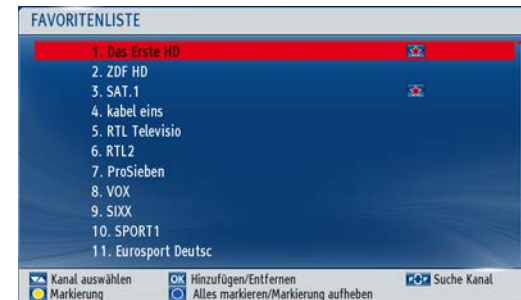 FAVORITENLISTE
1. Das Erste HD
2. ZDF HD
3. SAT.1
4. kabel eins
5. RTL Televisio
6. RTL2
7. ProSieben
8. VOX
9. SIXX
10. SPORT1
11. Eurosport Deutsc
Kanal auswählen OK Hinzufügen/Entfernen Suche Kanal
Markierung Alles markieren/Markierung aufheben